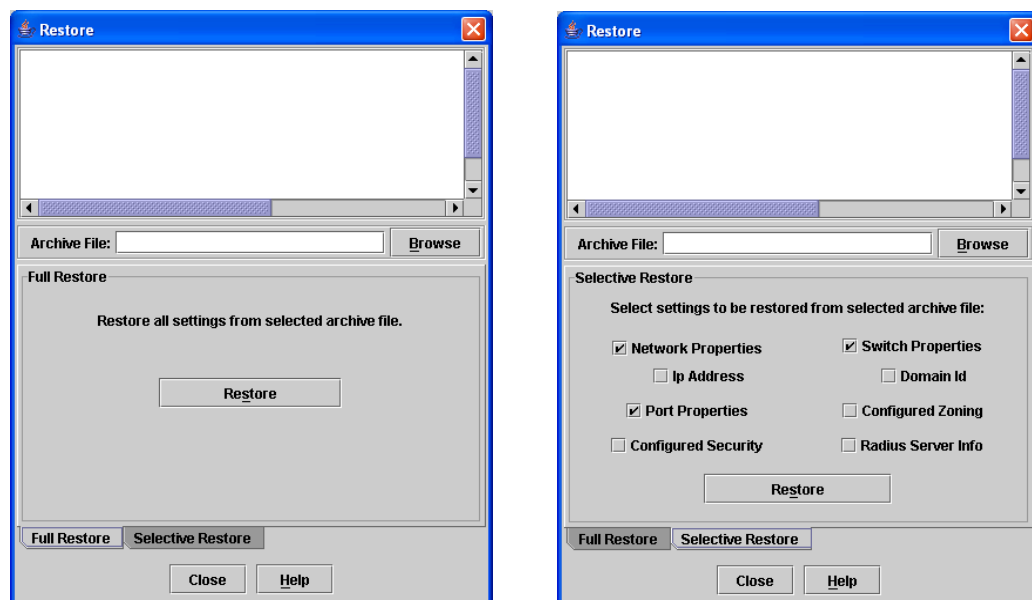 Restore
Archive File:
Browse
Full Restore
Restore all settings from selected archive file.
Restore
Full Restore
Selective Restore
Close
Help
Restore
Archive File:
Browse
Selective Restore
Select settings to be restored from selected archive file:
Network Properties
Switch Properties
Ip Address
Domain Id
Port Properties
Configured Zoning
Configured Security
Radius Server Info
Restore
Full Restore
Selective Restore
Close
Help